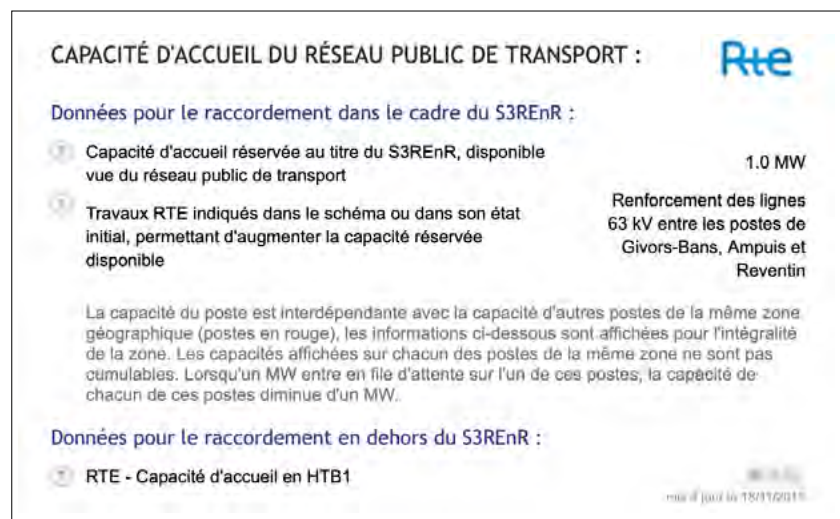 CAPACITÉ D'ACCUEIL DU RÉSEAU PUBLIC DE TRANSPORT :
Rte
Données pour le raccordement dans le cadre du S3REnR :
? Capacité d'accueil réservée au titre du S3REnR, disponible
vue du réseau public de transport
1.0 MW
? Travaux RTE indiqués dans le schéma ou dans son état
initial, permettant d'augmenter la capacité réservée
disponible
Renforcement des lignes
63 kV entre les postes de
Givors-Bans, Ampuis et
Reventin
La capacité du poste est interdépendante avec la capacité d'autres postes de la même zone
géographique (postes en rouge), les informations ci-dessous sont affichées pour l'intégralité
de la zone. Les capacités affichées sur chacun des postes de la même zone ne sont pas
cumulables. Lorsqu'un MW entre en file d'attente sur l'un de ces postes, la capacité de
chacun de ces postes diminue d'un MW.
Données pour le raccordement en dehors du S3REnR :
? RTE - Capacité d'accueil en HTB1
mis à jour le